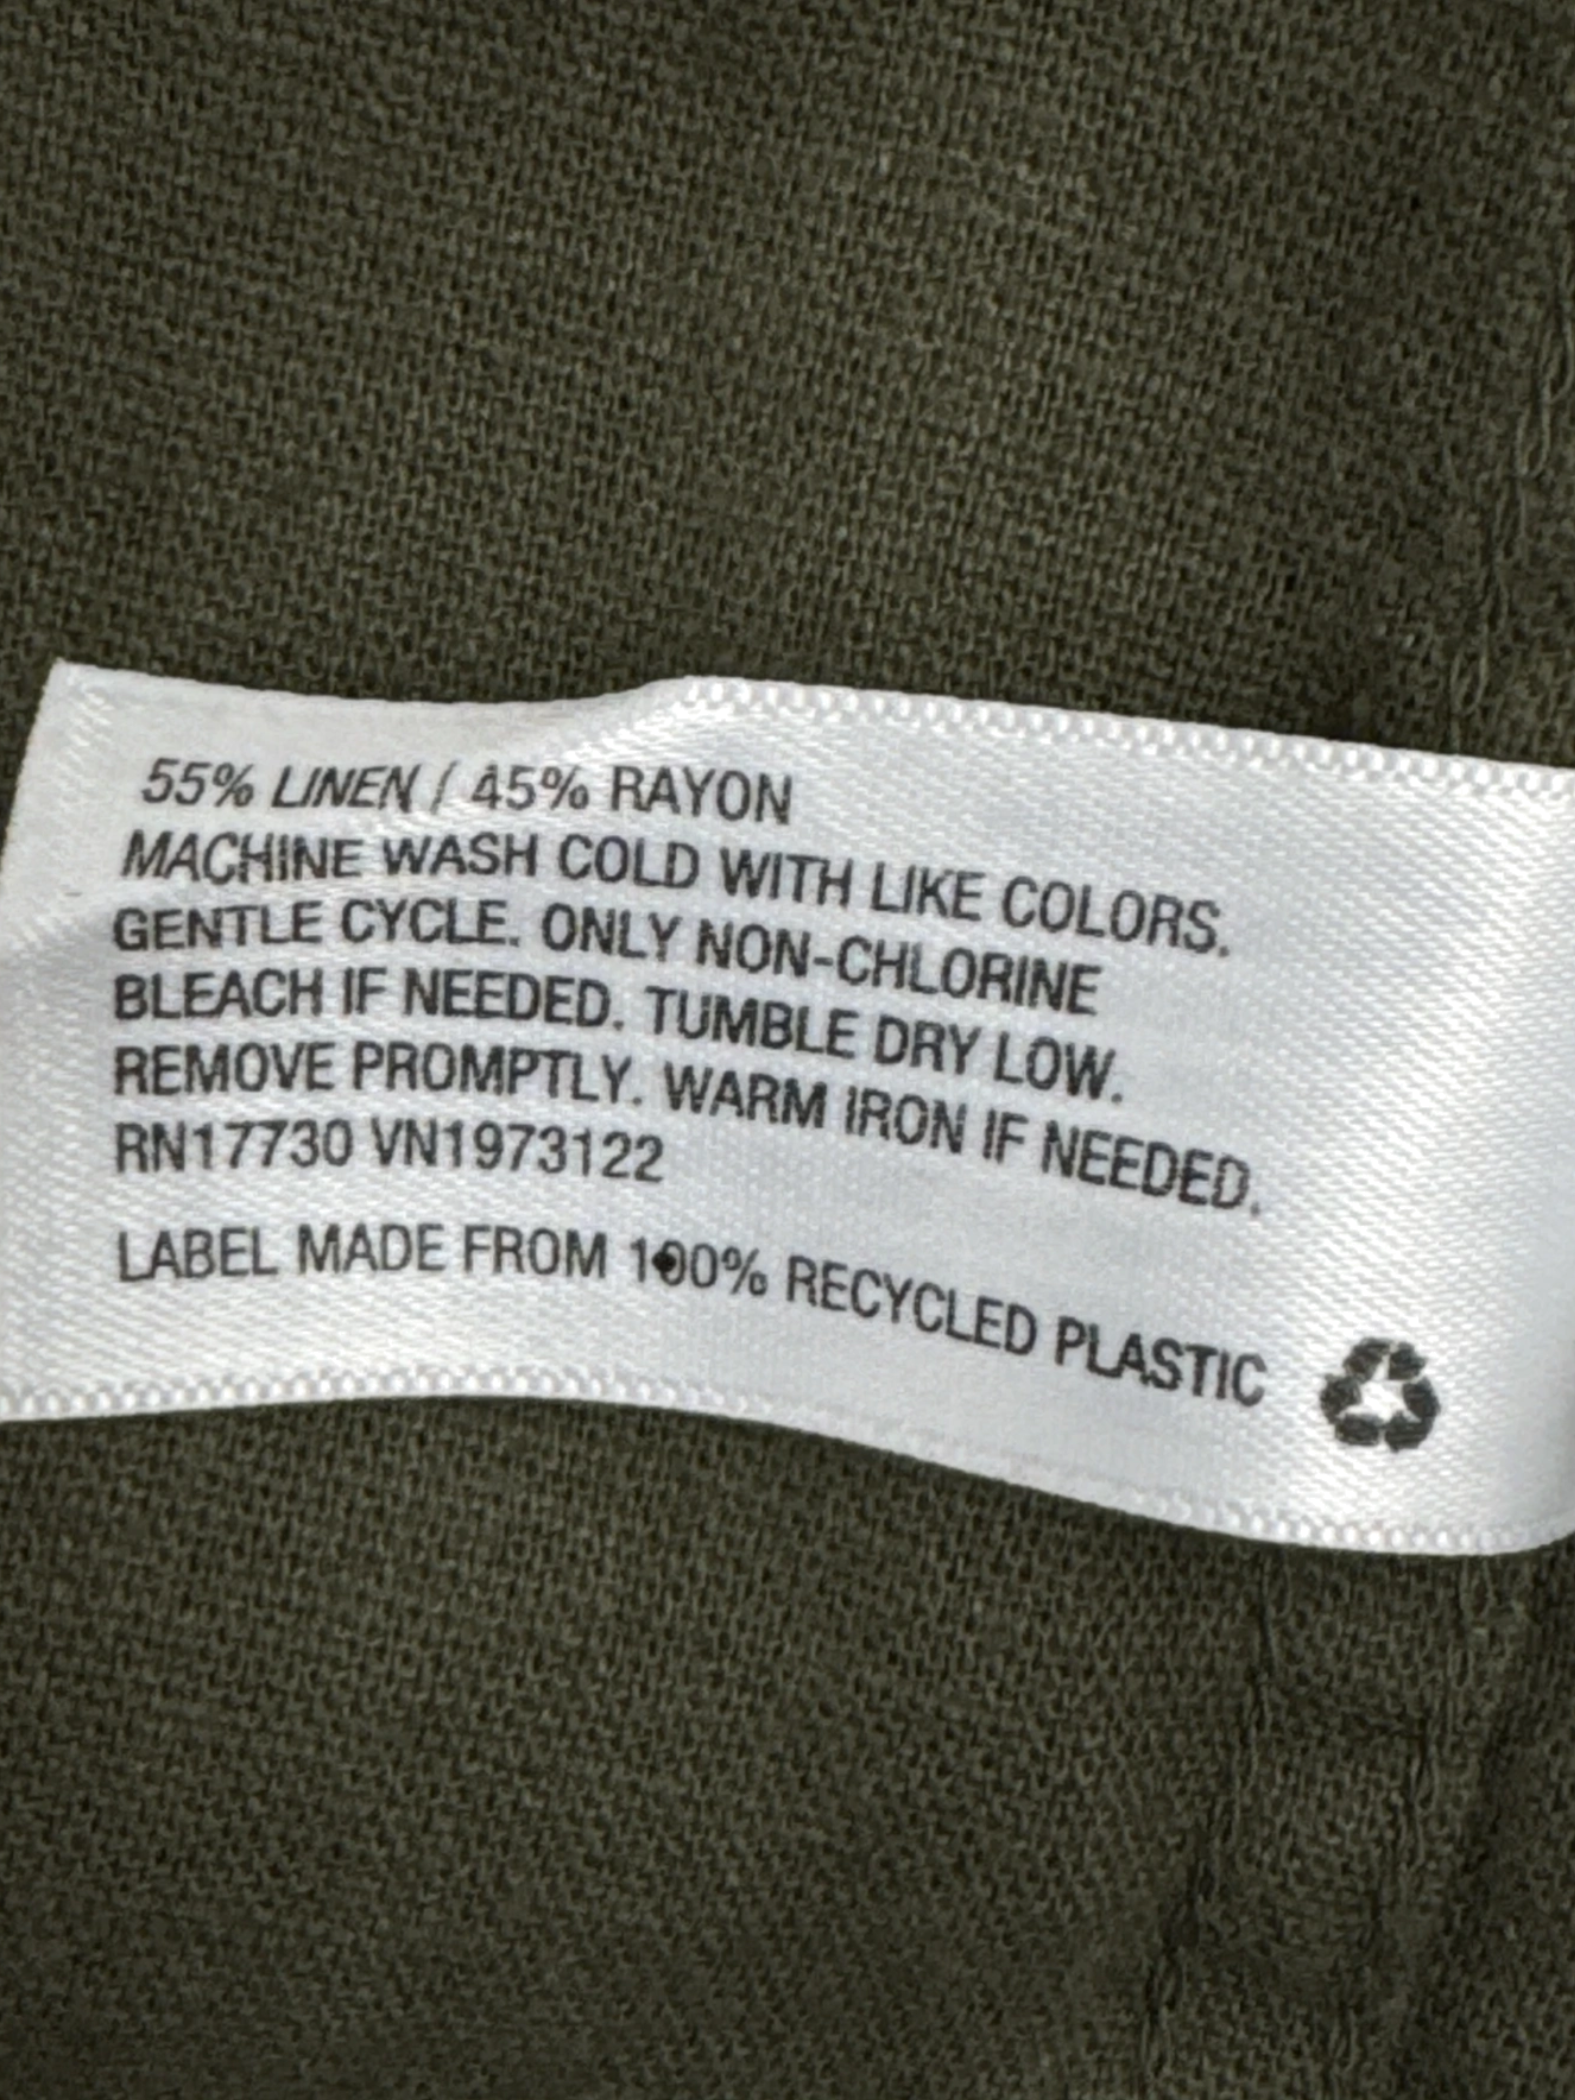 55% LINEN / 45% RAYON
MACHINE WASH COLD WITH LIKE COLORS.
GENTLE CYCLE. ONLY NON-CHLORINE
BLEACH IF NEEDED. TUMBLE DRY LOW.
REMOVE PROMPTLY. WARM IRON IF NEEDED.
RN17730 VN1973122
LABEL MADE FROM 100% RECYCLED PLASTIC